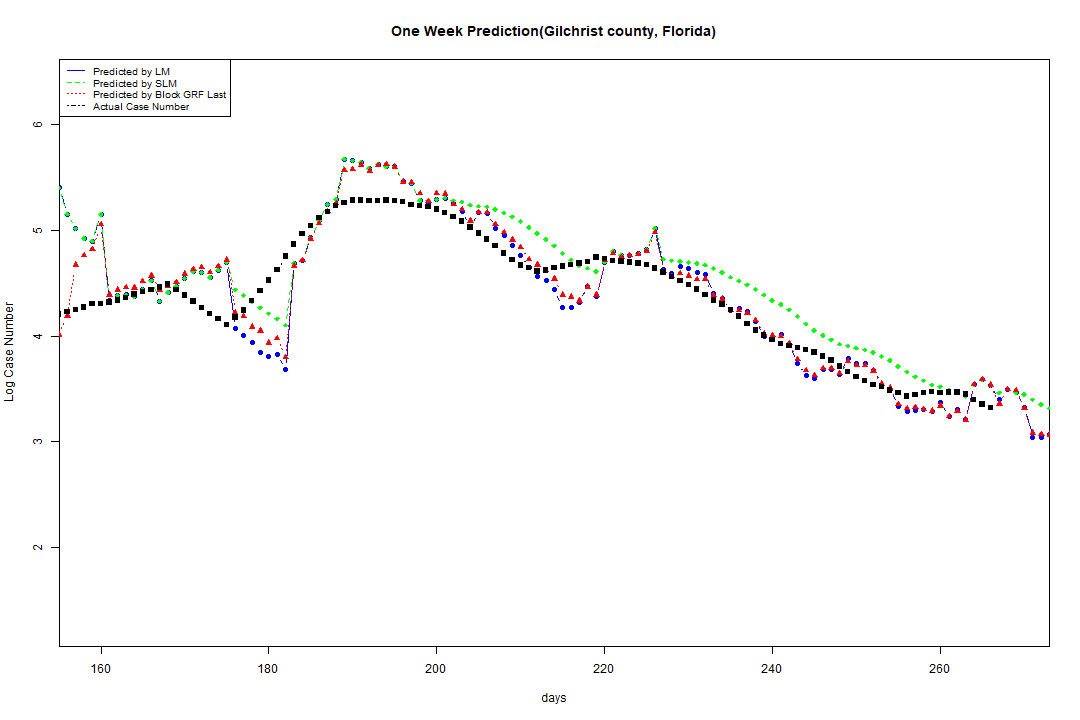 One Week Prediction(Gilchrist county, Florida)
Predicted by LM
Predicted by SLM
Predicted by Block GRF Last
Actual Case Number
Log Case Number
6
5
4
3
2
160 180 200 220 240 260
days